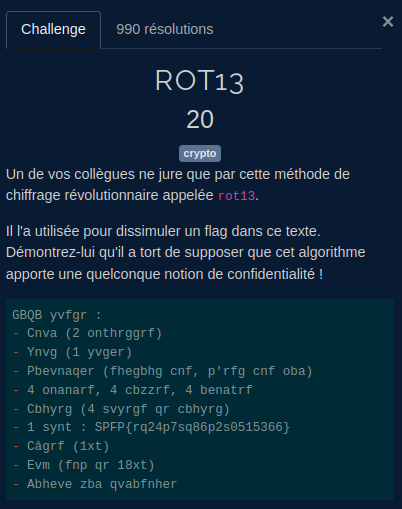 Challenge 990 résolutions ×
ROT13
20
crypto
Un de vos collègues ne jure que par cette méthode de
chiffrage révolutionnaire appelée rot13.
Il l'a utilisée pour dissimuler un flag dans ce texte.
Démontrez-lui qu'il a tort de supposer que cet algorithme
apporte une quelconque notion de confidentialité !
GBQB yvfgr :
- Cnva (2 onthrggrf)
- Ynvg (1 yvger)
- Pbevnaqer (fhegbhg cnf, p'rfg cnf oba)
- 4 onanarf, 4 cbzzrf, 4 benatrf
- Cbhyrg (4 svyrgf qr cbhyrg)
- 1 synt : SPFP{rq24p7sq86p2s0515366}
- Câgrf (1xt)
- Evm (fnp qr 18xt)
- Abheve zba qvabfnher